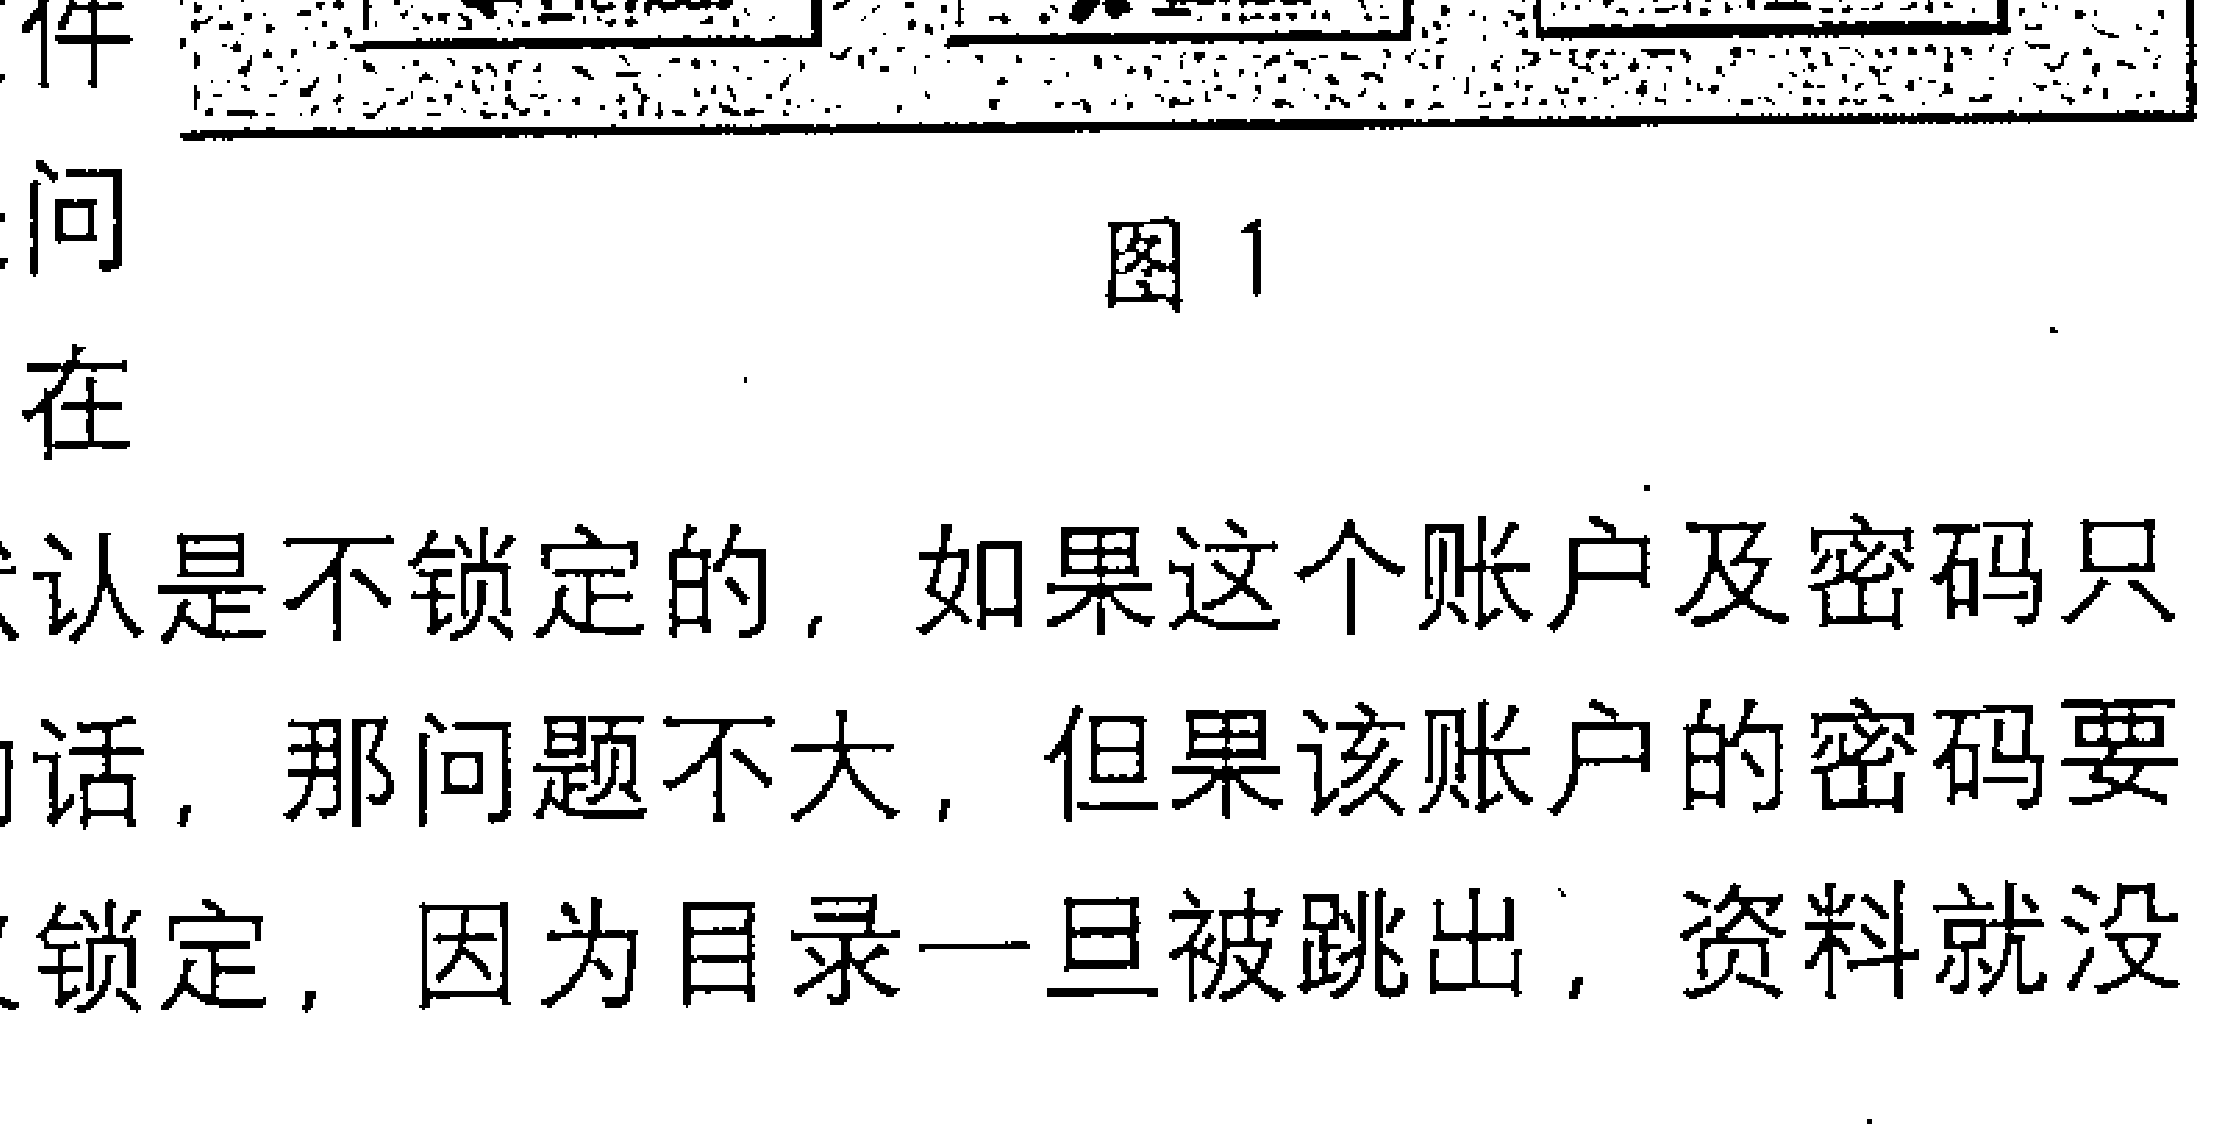 件
问
图 1
在
认是不锁定的，如果这个账户及密码只
话，那问题不大，但果该账户的密码要
锁定，因为目录一旦被跳出，资料就没